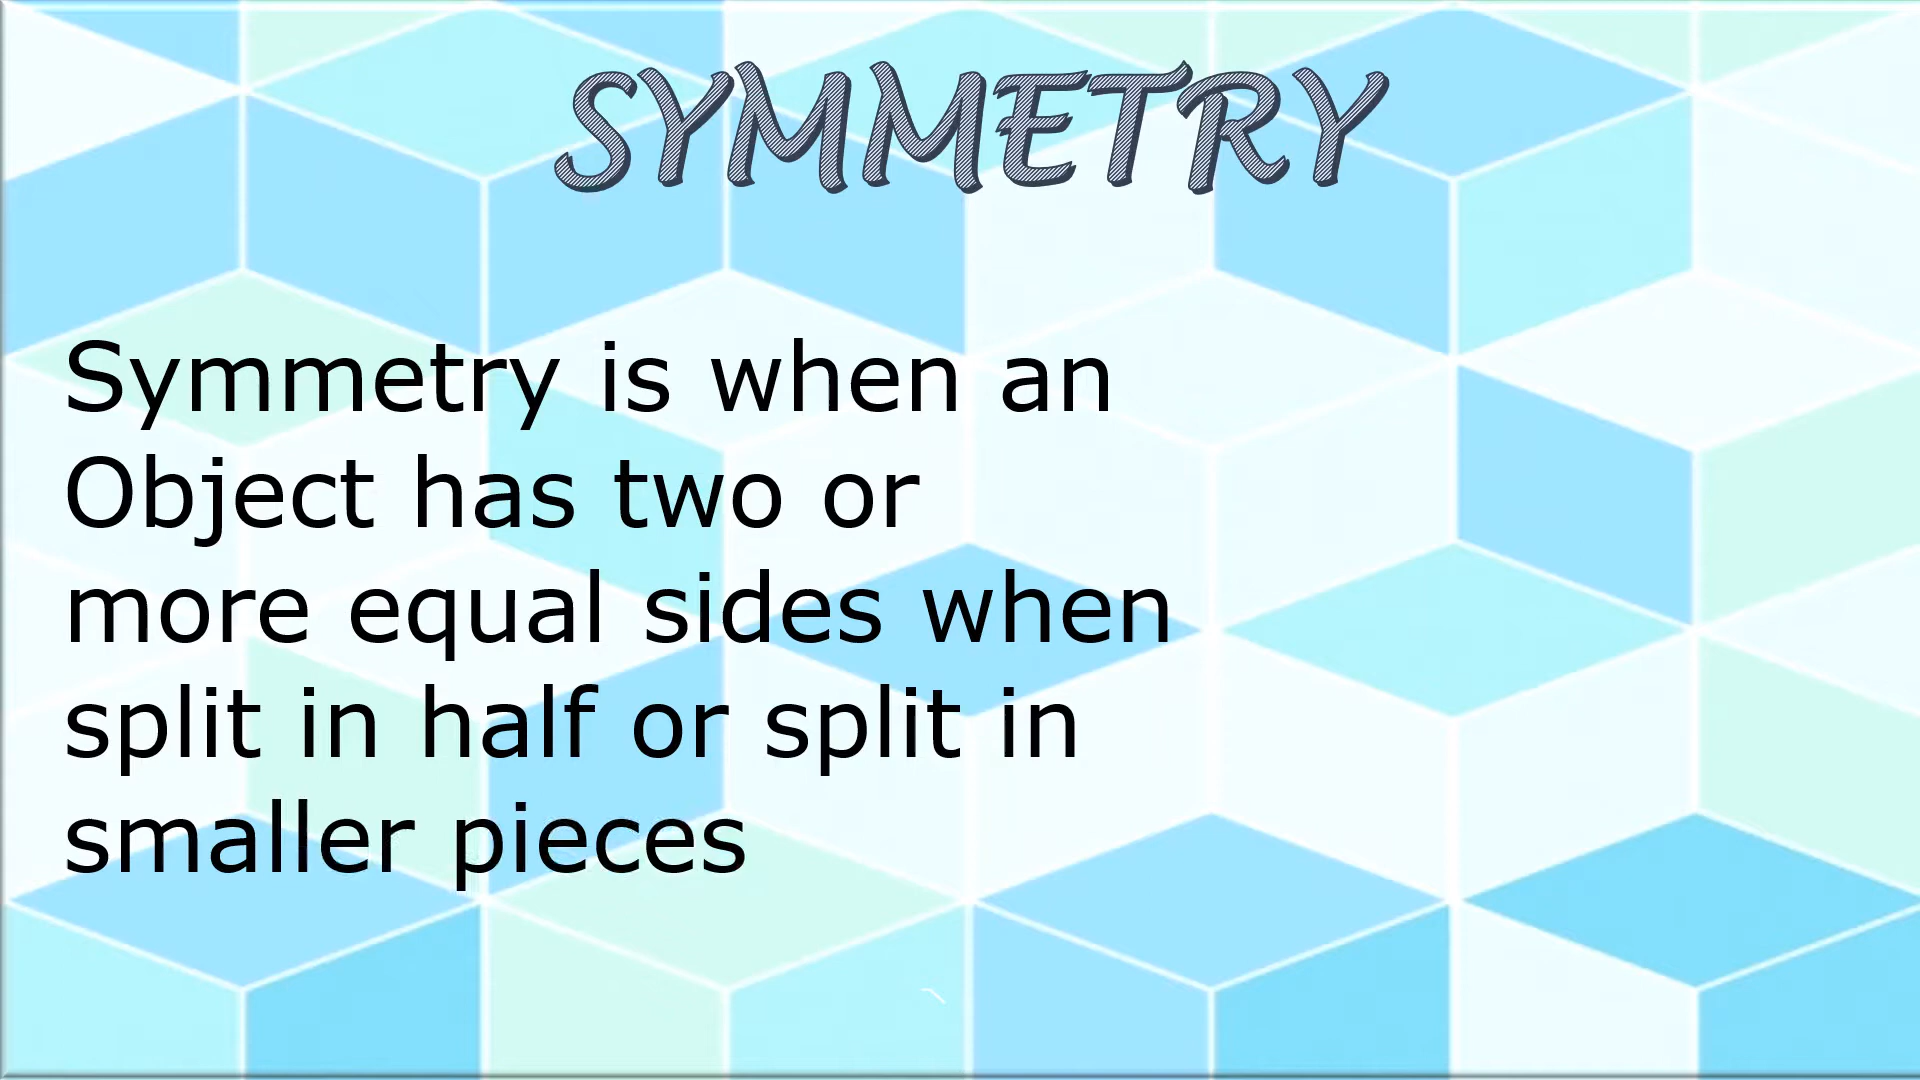 SYMMETRY
Symmetry is when an
Object has two or
more equal sides when
split in half or split in
smaller pieces